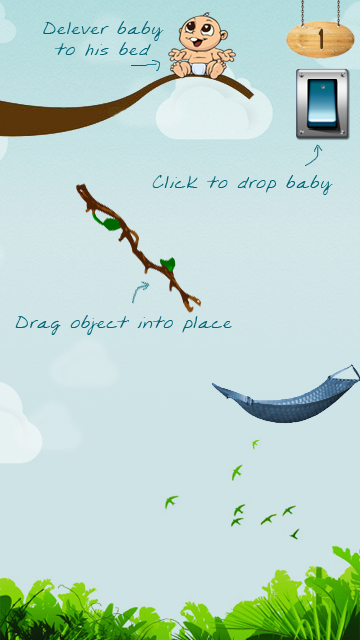 Delever baby
to his bed
1
Click to drop baby
Drag object into place